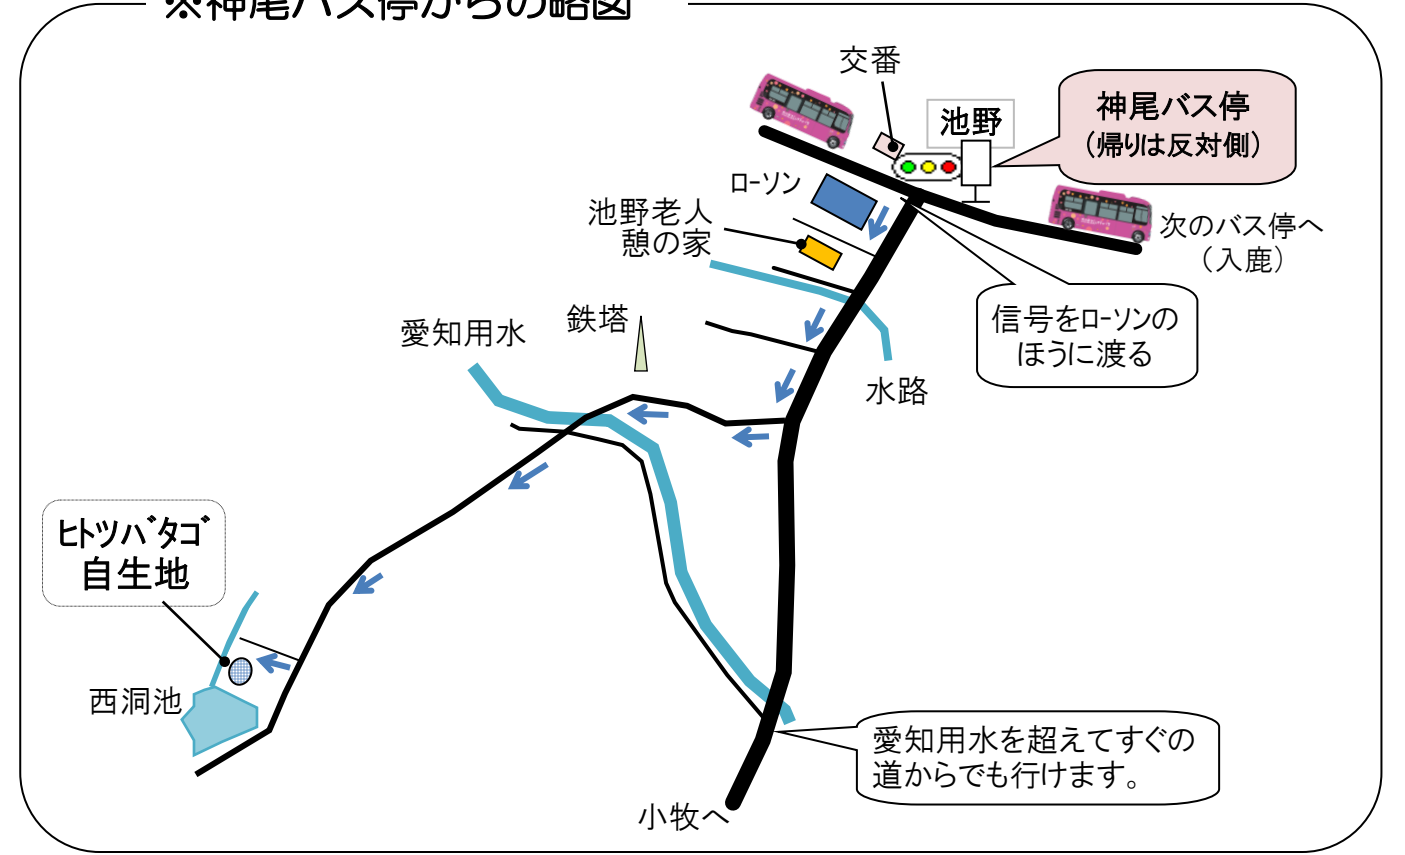 ※神尾バス停からの略図
交番
池野
神尾バス停
（帰りは反対側）
ローソン
池野老人
憩の家
次のバス停へ
（入鹿）
信号をローソンの
ほうに渡る
鉄塔
愛知用水
水路
ヒトツバタゴ
自生地
西洞池
愛知用水を超えてすぐの
道からでも行けます。
小牧へ